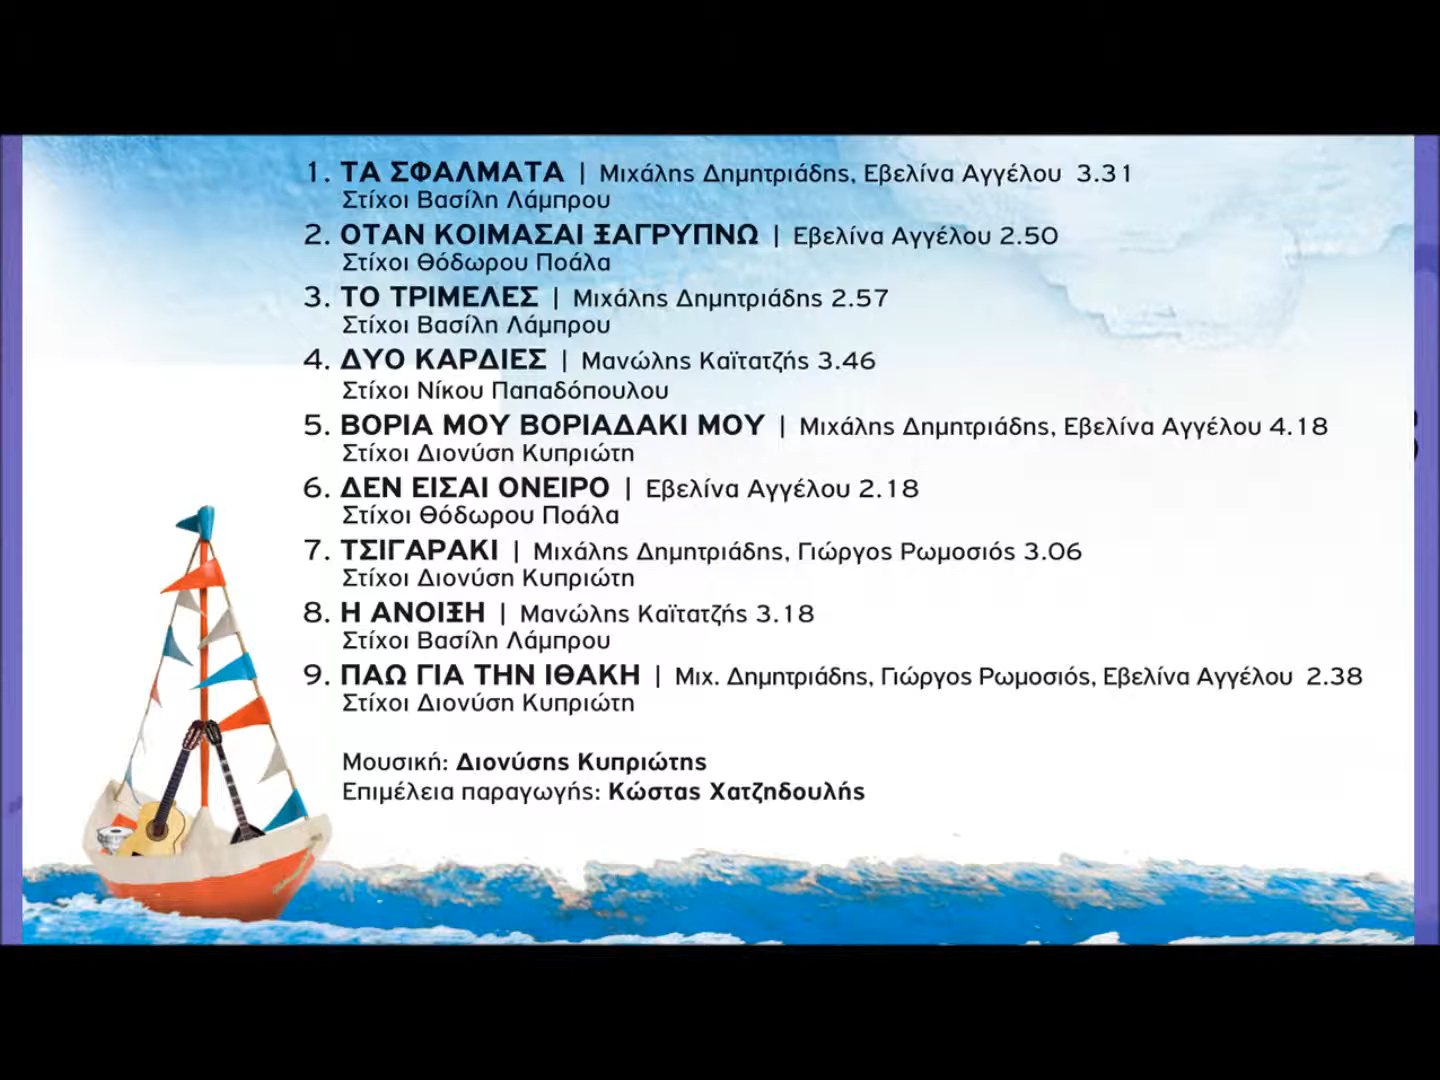 1. ΤΑ ΣΦΑΛΜΑΤΑ | Μιχάλης Δημητριάδης, Εβελίνα Αγγέλου 3.31
Στίχοι Βασίλη Λάμπρου
2. ΟΤΑΝ ΚΟΙΜΑΣΑΙ ΞΑΓΡΥΠΝΩ | Εβελίνα Αγγέλου 2.50
Στίχοι Θόδωρου Ποάλα
3. ΤΟ ΤΡΙΜΕΛΕΣ | Μιχάλης Δημητριάδης 2.57
Στίχοι Βασίλη Λάμπρου
4. ΔΥΟ ΚΑΡΔΙΕΣ | Μανώλης Καϊτατζής 3.46
Στίχοι Νίκου Παπαδόπουλου
5. ΒΟΡΙΑ ΜΟΥ ΒΟΡΙΑΔΑΚΙ ΜΟΥ | Μιχάλης Δημητριάδης, Εβελίνα Αγγέλου 4.18
Στίχοι Διονύση Κυπριώτη
6. ΔΕΝ ΕΙΣΑΙ ΟΝΕΙΡΟ | Εβελίνα Αγγέλου 2.18
Στίχοι Θόδωρου Ποάλα
7. ΤΣΙΓΑΡΑΚΙ | Μιχάλης Δημητριάδης, Γιώργος Ρωμοσιός 3.06
Στίχοι Διονύση Κυπριώτη
8. Η ΑΝΟΙΞΗ | Μανώλης Καϊτατζής 3.18
Στίχοι Βασίλη Λάμπρου
9. ΠΑΩ ΓΙΑ ΤΗΝ ΙΘΑΚΗ | Μιχ. Δημητριάδης, Γιώργος Ρωμοσιός, Εβελίνα Αγγέλου 2.38
Στίχοι Διονύση Κυπριώτη
Μουσική: Διονύσης Κυπριώτης
Επιμέλεια παραγωγής: Κώστας Χατζηδουλής